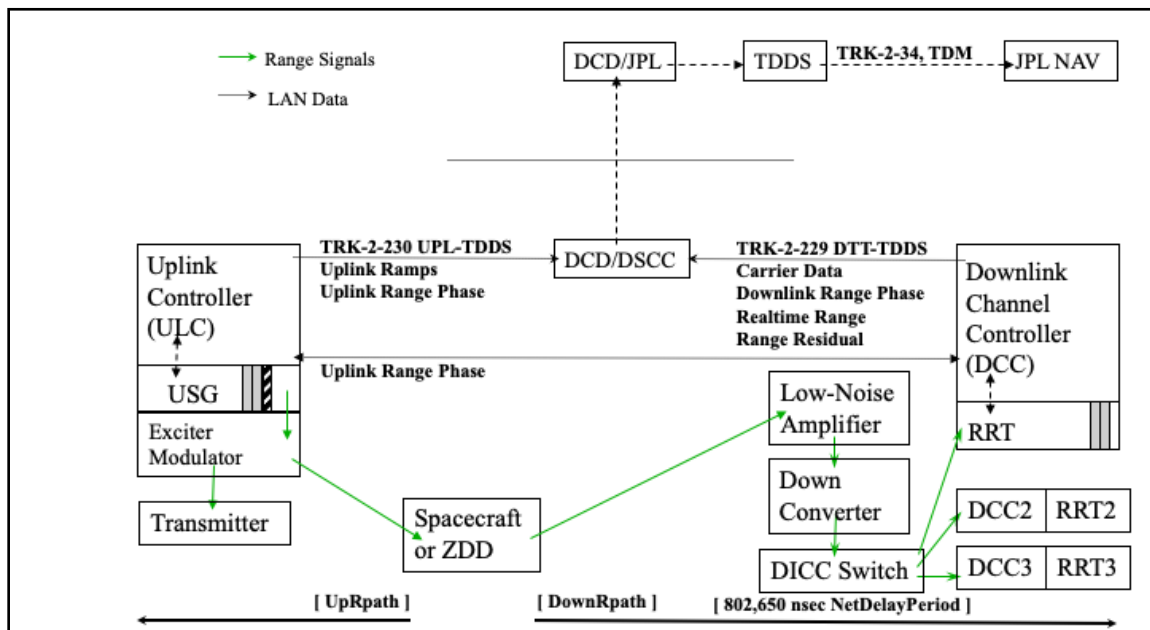 Range Signals
LAN Data
DCD/JPL
TDDS
TRK-2-34, TDM
JPL NAV
Uplink
Controller
(ULC)
TRK-2-230 UPL-TDDS
Uplink Ramps
Uplink Range Phase
DCD/DSCC
TRK-2-229 DTT-TDDS
Carrier Data
Downlink Range Phase
Realtime Range
Range Residual
Downlink
Channel
Controller
(DCC)
Uplink Range Phase
USG
Exciter
Modulator
Transmitter
Spacecraft
or ZDD
Low-Noise
Amplifier
Down
Converter
DICC Switch
RRT
DCC2
RRT2
DCC3
RRT3
[ UpRpath ]
[ DownRpath ]
[ 802,650 nsec NetDelayPeriod ]